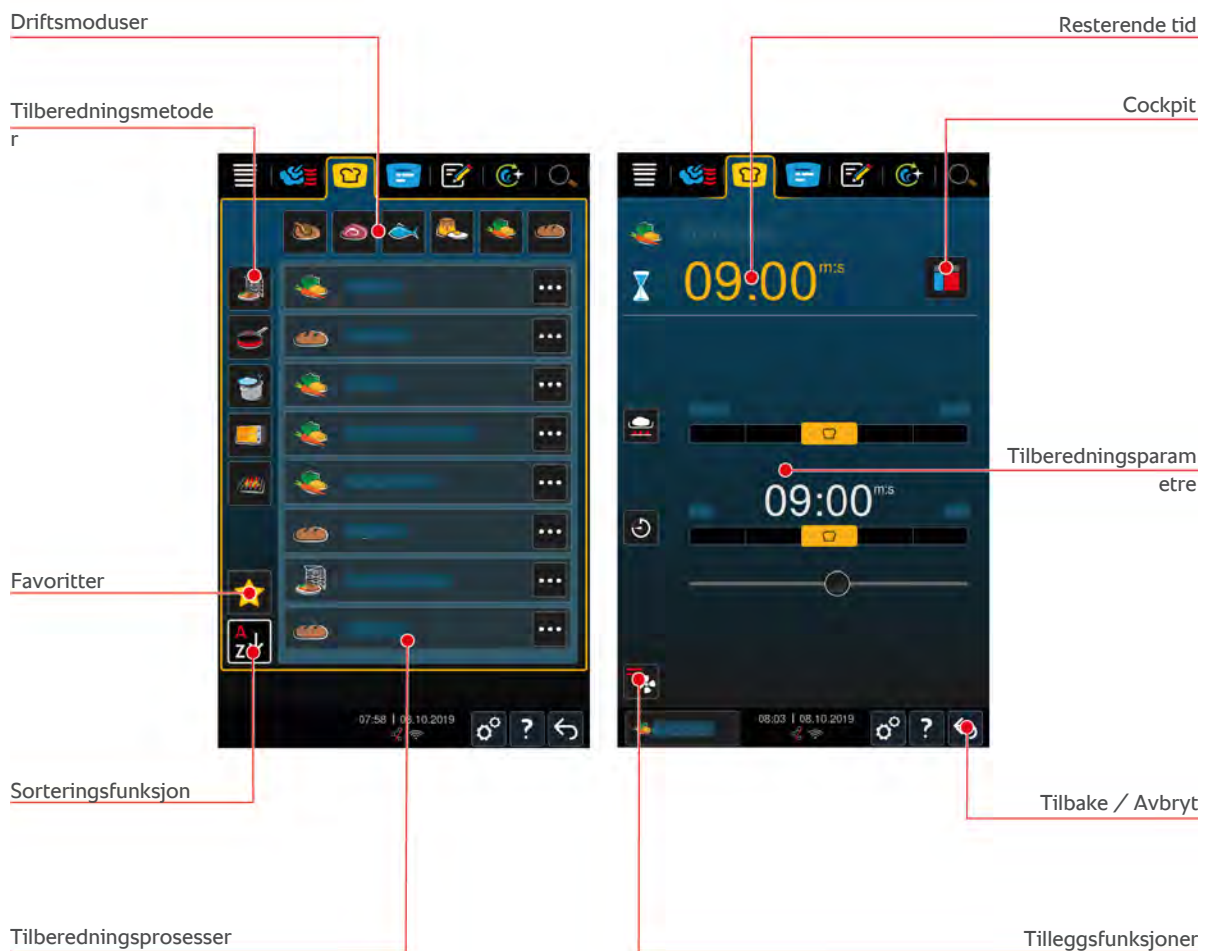 Driftsmoduser
Resterende tid
Tilberedningsmetode
r
Cockpit
09:00 m:s
Tilberedningsparam
etre
09:00 m:s
Favoritter
A
Z
07:58 | 08.10.2019
?
08:03 | 08.10.2019
?
Sorteringsfunksjon
Tilbake / Avbryt
Tilberedningsprosesser
Tilleggsfunksjoner